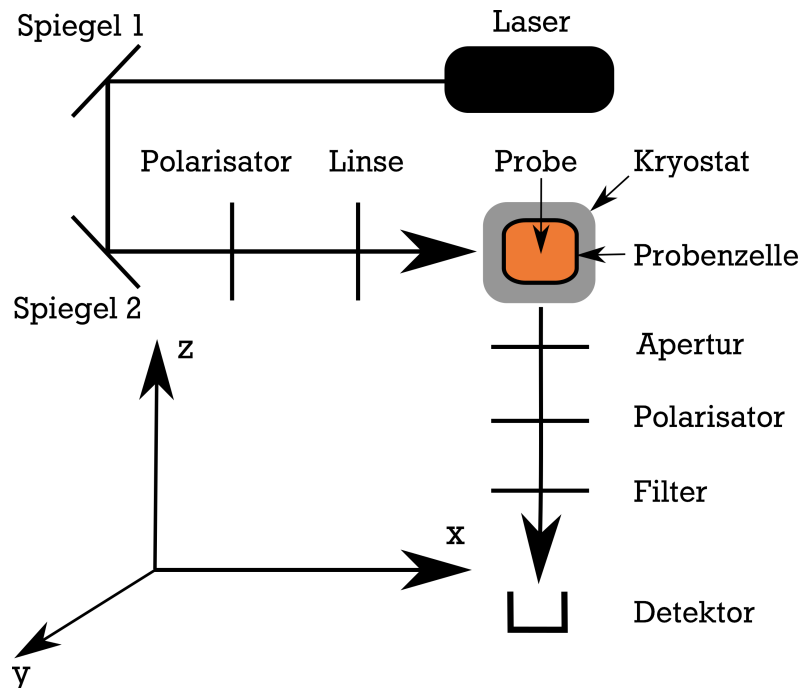 Spiegel 1
Laser
Polarisator
Linse
Probe
Kryostat
Probenzelle
Spiegel 2
z
Apertur
Polarisator
Filter
x
Detektor
y